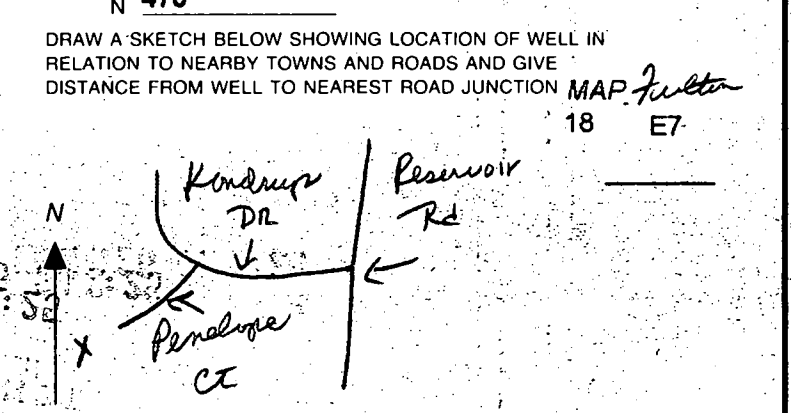 N 470
DRAW A SKETCH BELOW SHOWING LOCATION OF WELL IN
RELATION TO NEARBY TOWNS AND ROADS AND GIVE
DISTANCE FROM WELL TO NEAREST ROAD JUNCTION
MAP. Fulton
18 E7
Kondrup
DR
Reservoir
Rd
N
X
Penelope
CT